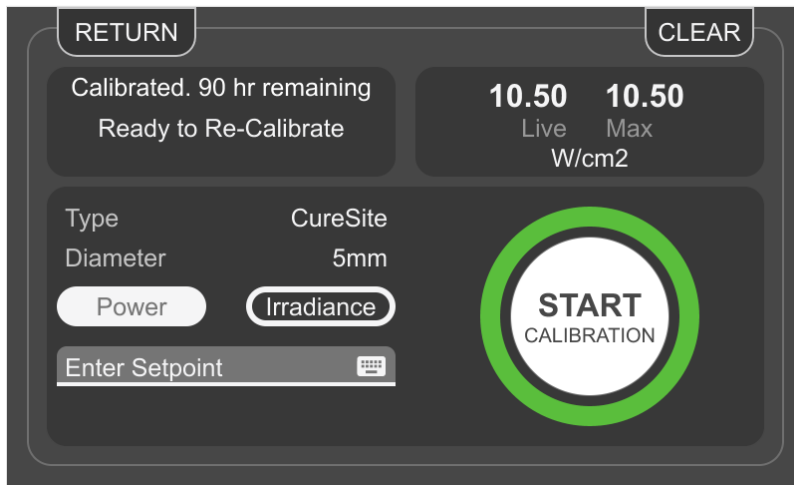 RETURN
CLEAR
Calibrated. 90 hr remaining
Ready to Re-Calibrate
10.50 10.50
Live Max
W/cm2
Type CureSite
Diameter 5mm
Power Irradiance
Enter Setpoint
START
CALIBRATION